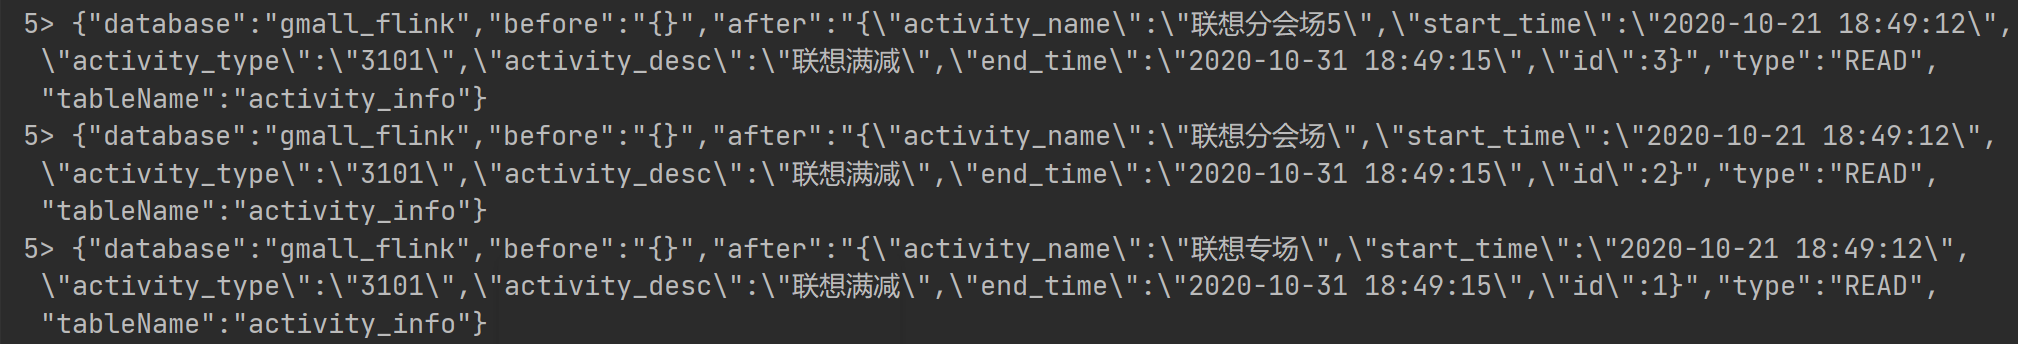 5> {"database":"gmall_flink","before":"{}","after":"{\"activity_name\":\"联想分会场5\",\"start_time\":\"2020-10-21 18:49:12\",
\"activity_type\":\"3101\",\"activity_desc\":\"联想满减\",\"end_time\":\"2020-10-31 18:49:15\",\"id\":3}","type":"READ",
"tableName":"activity_info"}
5> {"database":"gmall_flink","before":"{}","after":"{\"activity_name\":\"联想分会场\",\"start_time\":\"2020-10-21 18:49:12\",
\"activity_type\":\"3101\",\"activity_desc\":\"联想满减\",\"end_time\":\"2020-10-31 18:49:15\",\"id\":2}","type":"READ",
"tableName":"activity_info"}
5> {"database":"gmall_flink","before":"{}","after":"{\"activity_name\":\"联想专场\",\"start_time\":\"2020-10-21 18:49:12\",
\"activity_type\":\"3101\",\"activity_desc\":\"联想满减\",\"end_time\":\"2020-10-31 18:49:15\",\"id\":1}","type":"READ",
"tableName":"activity_info"}